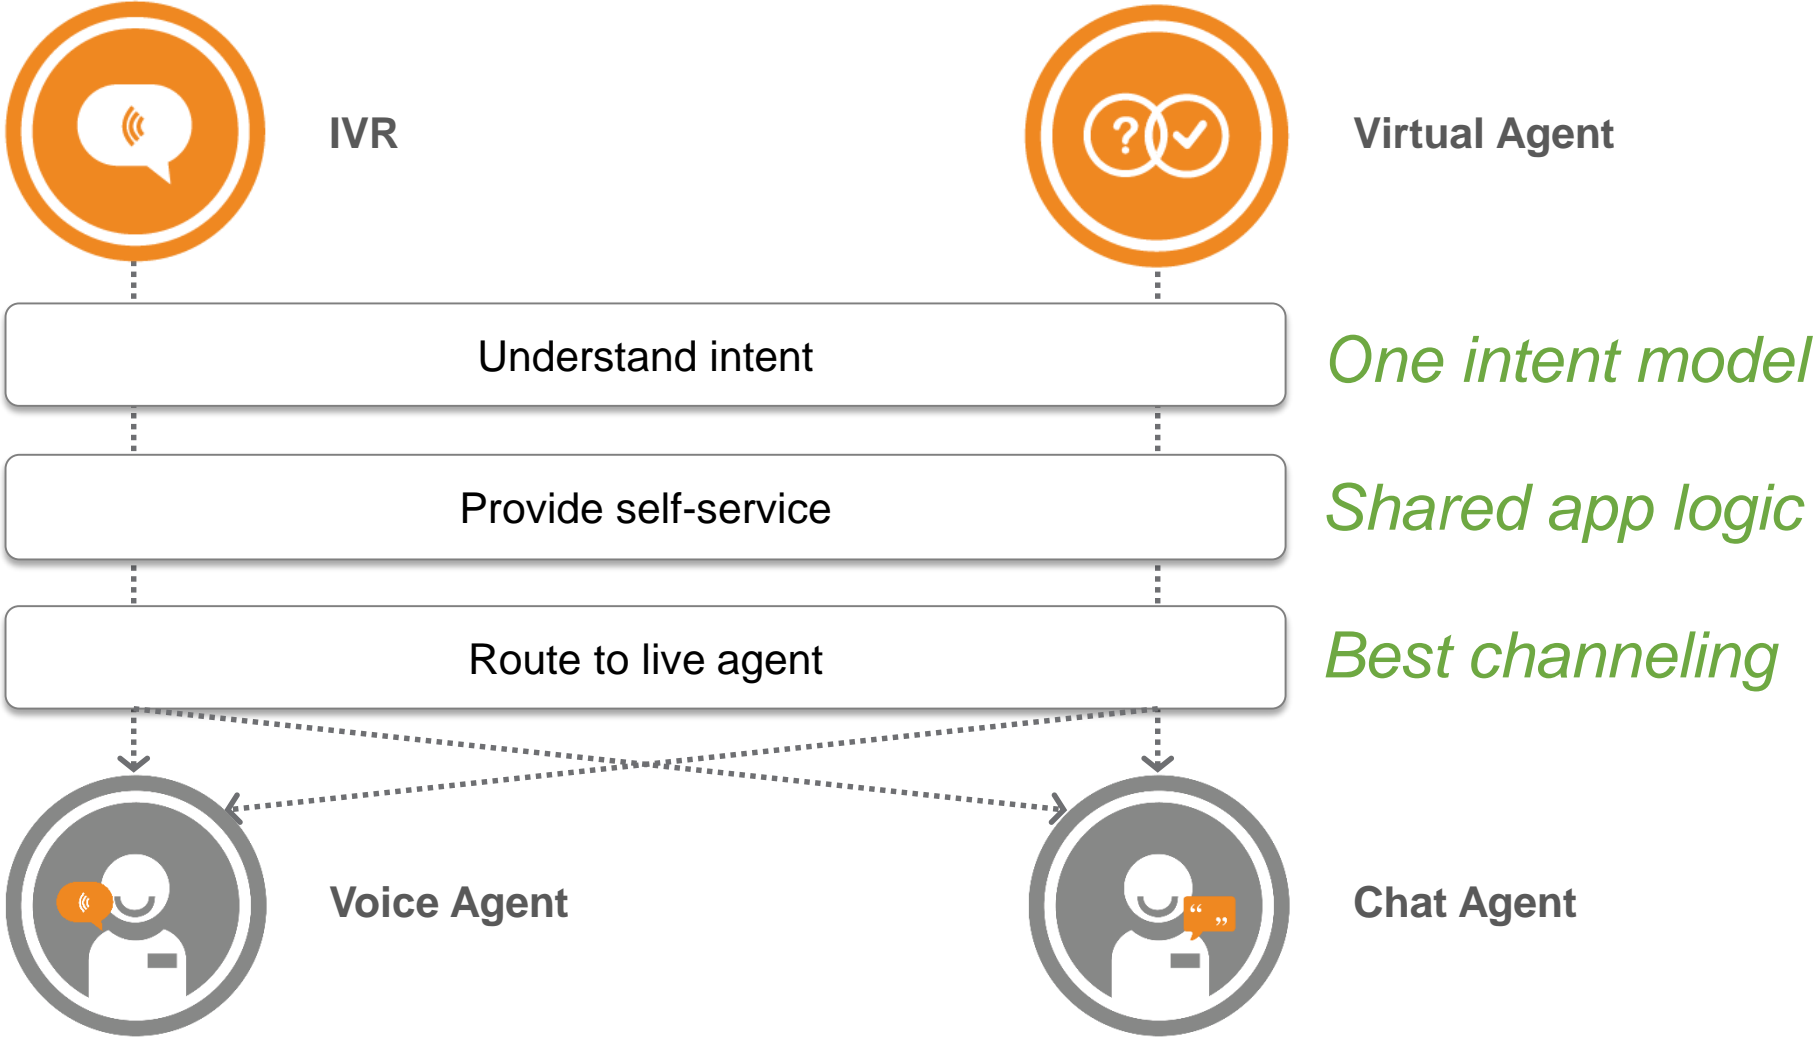 IVR
Virtual Agent
Understand intent
One intent model
Provide self-service
Shared app logic
Route to live agent
Best channeling
Voice Agent
Chat Agent